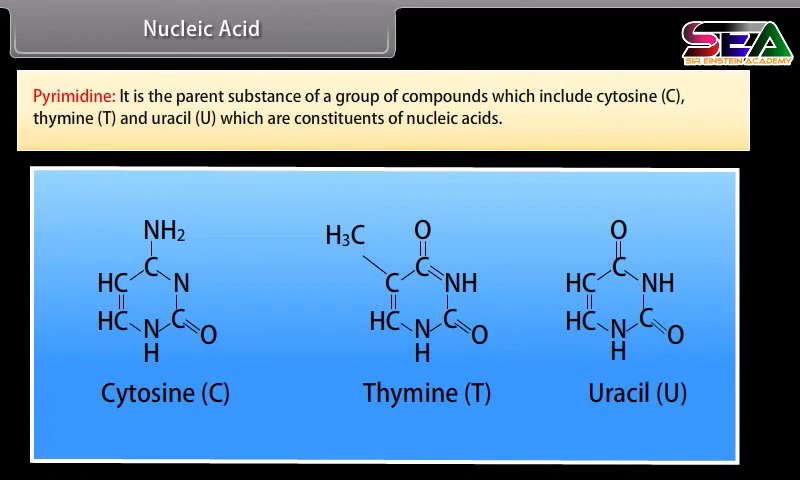 Nucleic Acid
SEA
SIR EINSTEIN ACADEMY
Pyrimidine: It is the parent substance of a group of compounds which include cytosine (C),
thymine (T) and uracil (U) which are constituents of nucleic acids.
NH₂
C
HC N
HC C
N O
H
Cytosine (C)
H₃C O
C
C NH
HC C
N O
H
Thymine (T)
O
C
HC NH
HC C
N O
H
Uracil (U)